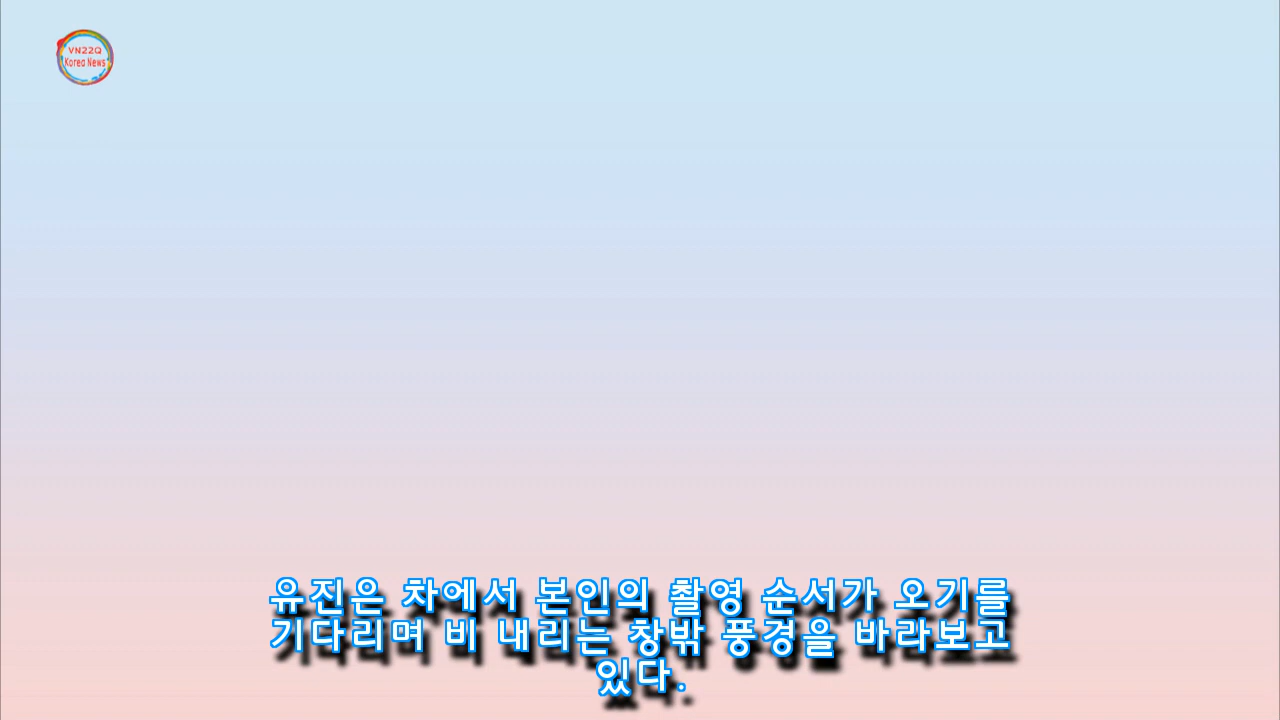 VN22Q
Korea News
유진은 차에서 본인의 촬영 순서가 오기를
기다리며 비 내리는 창밖 풍경을 바라보고
있다.